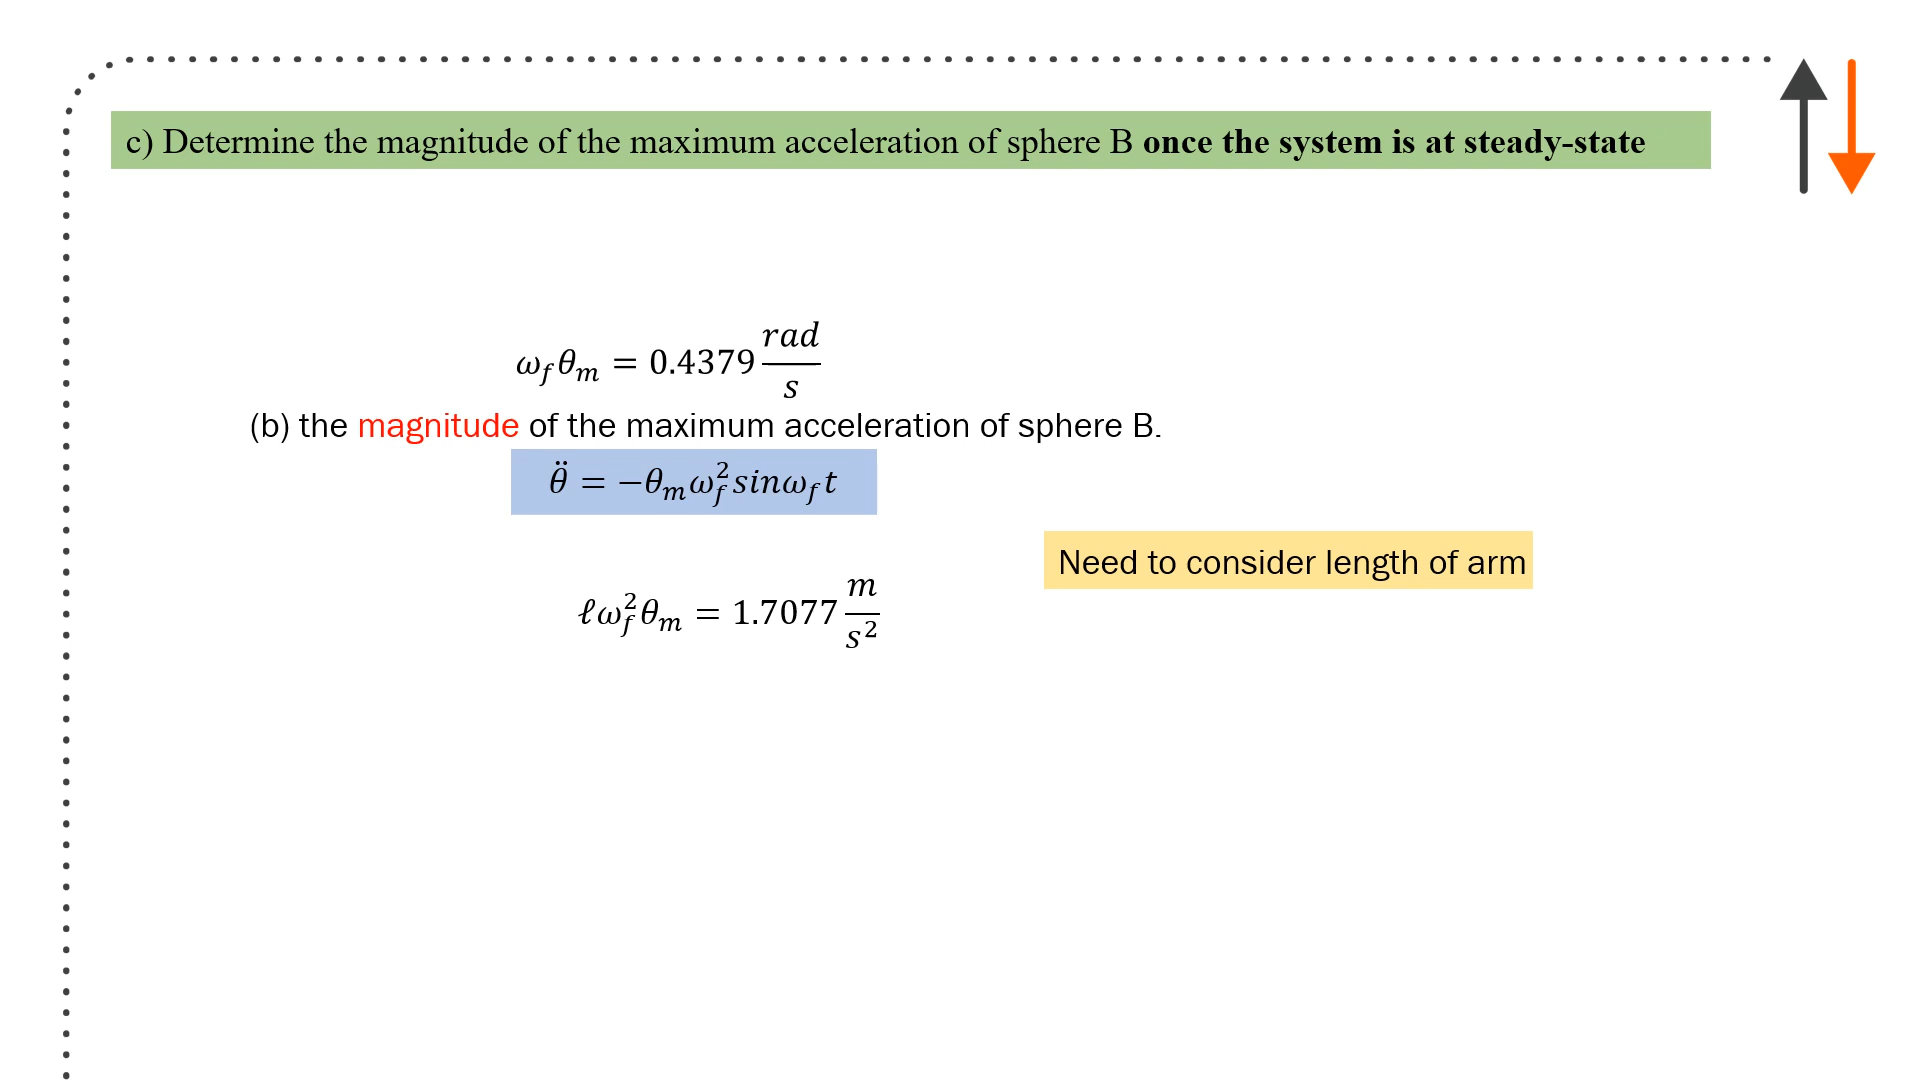 c) Determine the magnitude of the maximum acceleration of sphere B once the system is at steady-state
ω_f θ_m = 0.4379 rad/s
(b) the magnitude of the maximum acceleration of sphere B.
θ̈ = −θ_m ω_f² sinω_f t
Need to consider length of arm
ℓω_f² θ_m = 1.7077 m/s²